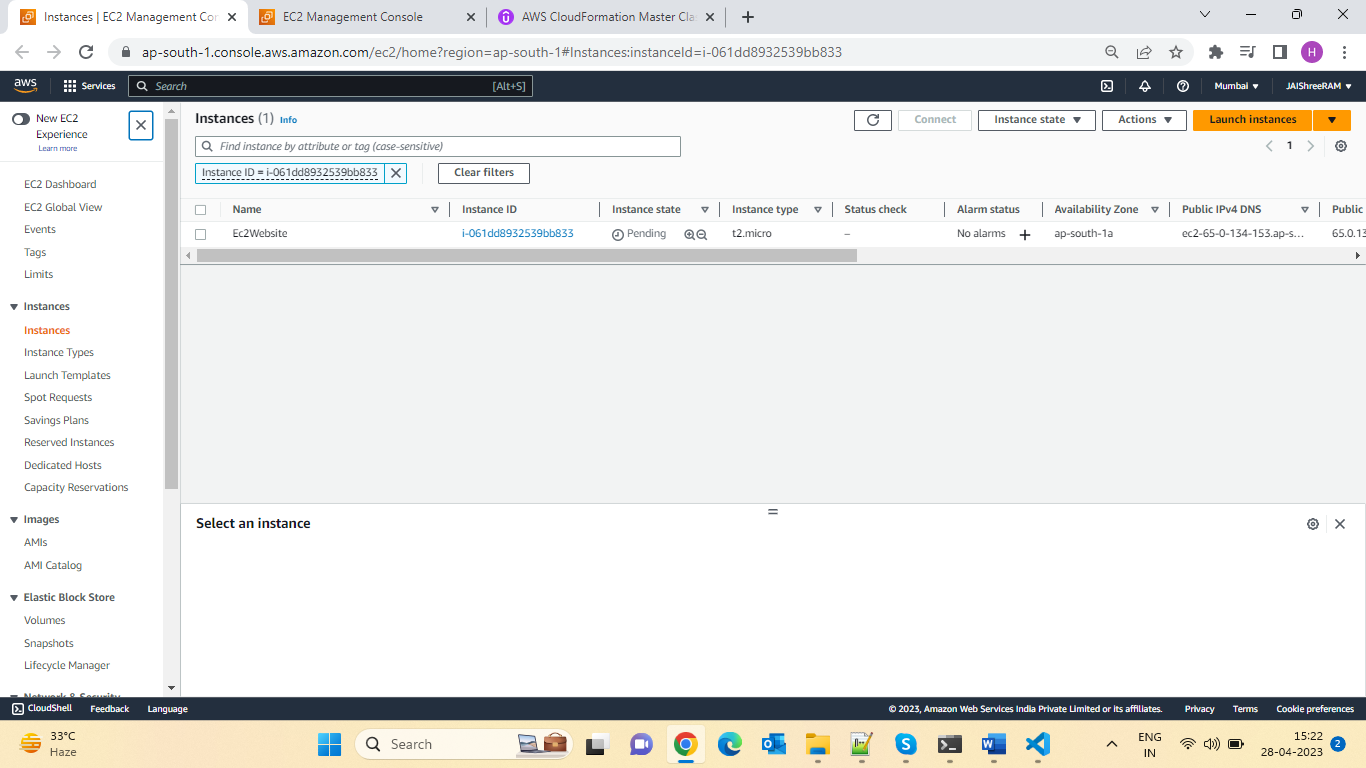 Instances | EC2 Management Con
EC2 Management Console
AWS CloudFormation Master Cla
ap-south-1.console.aws.amazon.com/ec2/home?region=ap-south-1#Instances:instanceId=i-061dd8932539bb833
H
aws
Services
Search
[Alt+S]
Mumbai
JAIShreeRAM
New EC2
Experience
Learn more
EC2 Dashboard
EC2 Global View
Events
Tags
Limits
Instances
Instances
Instance Types
Launch Templates
Spot Requests
Savings Plans
Reserved Instances
Dedicated Hosts
Capacity Reservations
Images
AMIs
AMI Catalog
Elastic Block Store
Volumes
Snapshots
Lifecycle Manager
Network & Security
Instances (1) Info
Connect
Instance state
Actions
Launch instances
Find instance by attribute or tag (case-sensitive)
1
Instance ID = i-061dd8932539bb833
Clear filters
Name Instance ID Instance state Instance type Status check Alarm status Availability Zone Public IPv4 DNS Public
Ec2Website i-061dd8932539bb833 Pending t2.micro – No alarms ap-south-1a ec2-65-0-134-153.ap-s... 65.0.13
Select an instance
CloudShell Feedback Language © 2023, Amazon Web Services India Private Limited or its affiliates. Privacy Terms Cookie preferences
33°C
Haze
Search
ENG
IN
15:22
28-04-2023
2